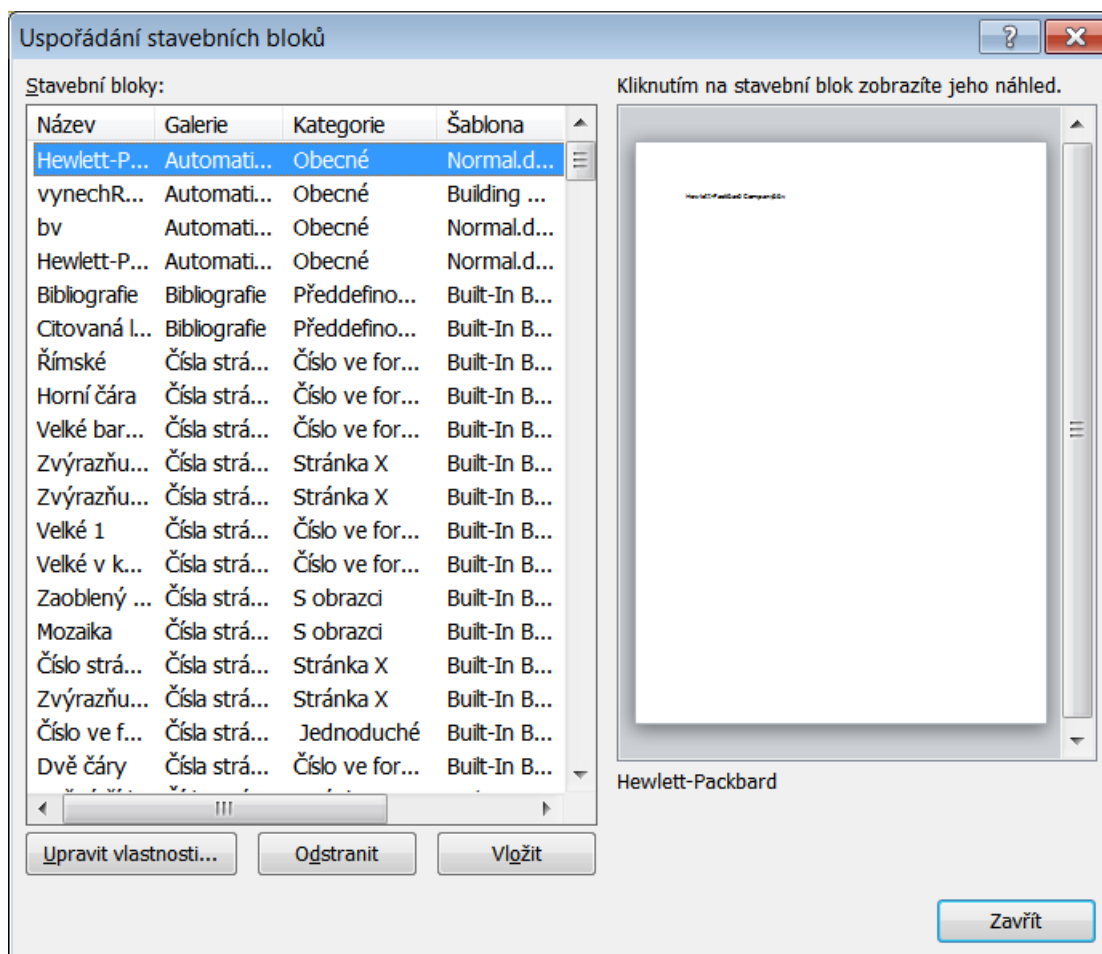 Uspořádání stavebních bloků
Stavební bloky:
Název Galerie Kategorie Šablona
Hewlett-P... Automati... Obecné Normal.d...
vynechR... Automati... Obecné Building ...
bv Automati... Obecné Normal.d...
Hewlett-P... Automati... Obecné Normal.d...
Bibliografie Bibliografie Předdefino... Built-In B...
Citovaná l... Bibliografie Předdefino... Built-In B...
Římské Čísla strá... Číslo ve for... Built-In B...
Horní čára Čísla strá... Číslo ve for... Built-In B...
Velké bar... Čísla strá... Číslo ve for... Built-In B...
Zvýrazňu... Čísla strá... Stránka X Built-In B...
Zvýrazňu... Čísla strá... Stránka X Built-In B...
Velké 1 Čísla strá... Číslo ve for... Built-In B...
Velké v k... Čísla strá... Číslo ve for... Built-In B...
Zaoblený ... Čísla strá... S obrazci Built-In B...
Mozaika Čísla strá... S obrazci Built-In B...
Číslo strá... Čísla strá... Stránka X Built-In B...
Zvýrazňu... Čísla strá... Stránka X Built-In B...
Číslo ve f... Čísla strá... Jednoduché Built-In B...
Dvě čáry Čísla strá... Číslo ve for... Built-In B...
Upravit vlastnosti... Odstranit Vložit
Kliknutím na stavební blok zobrazíte jeho náhled.
Hewlett-Packbard
Zavřít